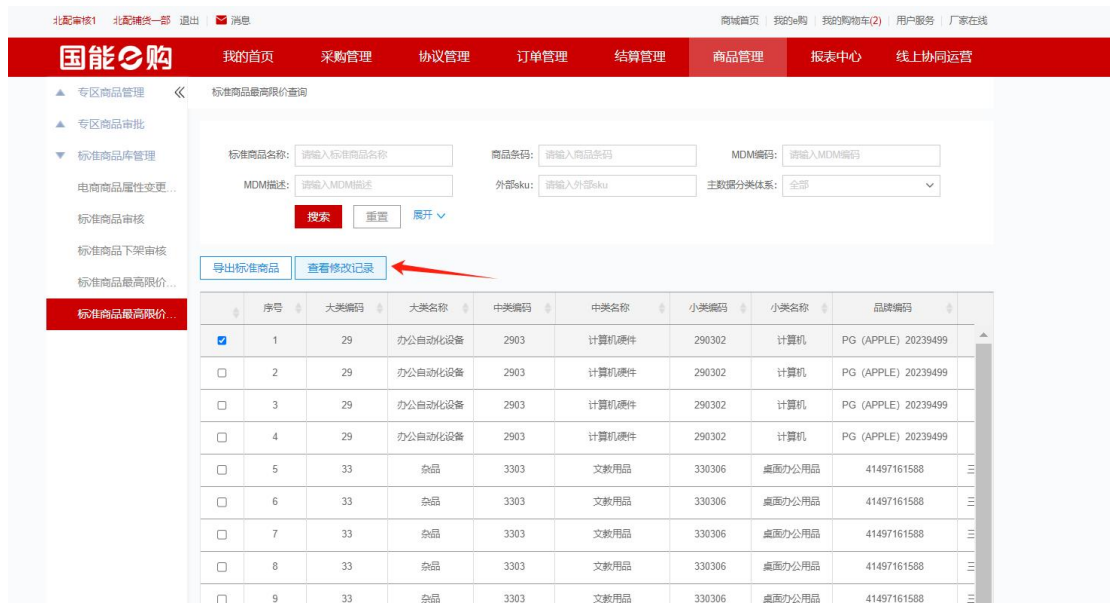 北配审核1 北配辅货一部 退出 消息 商城首页 我的e购 我的购物车(2) 用户服务 厂家在线
国能e购 我的首页 采购管理 协议管理 订单管理 结算管理 商品管理 报表中心 线上协同运营
专区商品管理 标准商品最高限价查询
专区商品审批
标准商品库管理 标准商品名称: 请输入标准商品名称 商品条码: 请输入商品条码 MDM编码: 请输入MDM编码
电商商品属性变更... MDM描述: 请输入MDM描述 外部sku: 请输入外部sku 主数据分类体系: 全部
标准商品审核 搜索 重置 展开
标准商品下架审核
导出标准商品 查看修改记录
标准商品最高限价...
标准商品最高限价...
序号 大类编码 大类名称 中类编码 中类名称 小类编码 小类名称 品牌编码
1 29 办公自动化设备 2903 计算机硬件 290302 计算机 PG (APPLE) 20239499
2 29 办公自动化设备 2903 计算机硬件 290302 计算机 PG (APPLE) 20239499
3 29 办公自动化设备 2903 计算机硬件 290302 计算机 PG (APPLE) 20239499
4 29 办公自动化设备 2903 计算机硬件 290302 计算机 PG (APPLE) 20239499
5 33 杂品 3303 文教用品 330306 桌面办公用品 41497161588 三
6 33 杂品 3303 文教用品 330306 桌面办公用品 41497161588 三
7 33 杂品 3303 文教用品 330306 桌面办公用品 41497161588 三
8 33 杂品 3303 文教用品 330306 桌面办公用品 41497161588 三
9 33 杂品 3303 文教用品 330306 桌面办公用品 41497161588 三